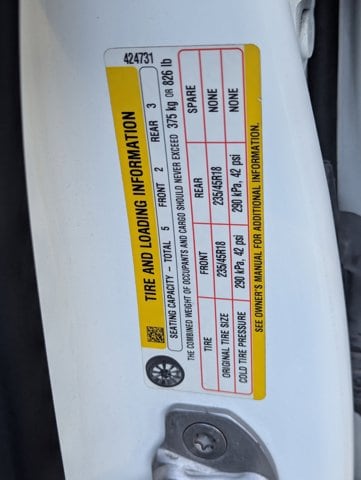 424731
TIRE AND LOADING INFORMATION
SEATING CAPACITY – TOTAL 5 FRONT 2 REAR 3
THE COMBINED WEIGHT OF OCCUPANTS AND CARGO SHOULD NEVER EXCEED 375 kg OR 826 lb
TIRE FRONT REAR SPARE
ORIGINAL TIRE SIZE 235/45R18 235/45R18 NONE
COLD TIRE PRESSURE 290 kPa, 42 psi 290 kPa, 42 psi NONE
SEE OWNER'S MANUAL FOR ADDITIONAL INFORMATION.